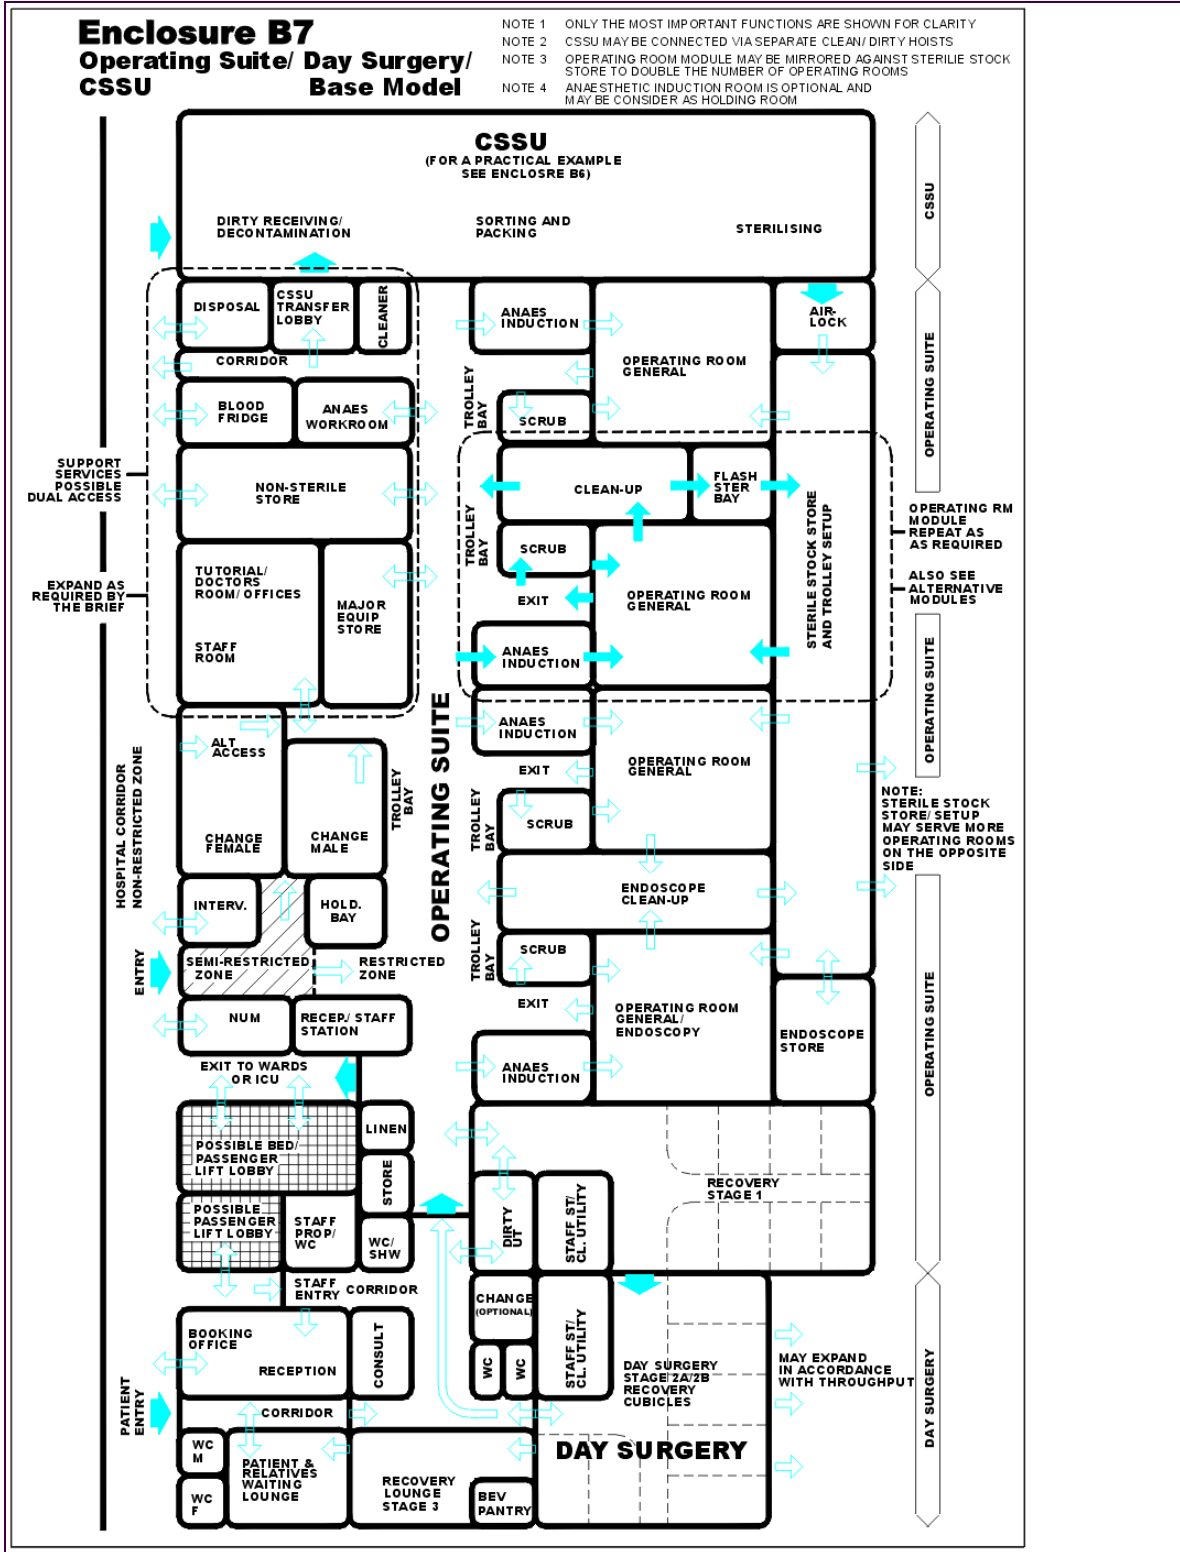 Enclosure B7
Operating Suite/ Day Surgery/
CSSU Base Model
NOTE 1 ONLY THE MOST IMPORTANT FUNCTIONS ARE SHOWN FOR CLARITY
NOTE 2 CSSU MAY BE CONNECTED VIA SEPARATE CLEAN/ DIRTY HOISTS
NOTE 3 OPERATING ROOM MODULE MAY BE MIRRORED AGAINST STERILIE STOCK
STORE TO DOUBLE THE NUMBER OF OPERATING ROOMS
NOTE 4 ANAESTHETIC INDUCTION ROOM IS OPTIONAL AND
MAY BE CONSIDER AS HOLDING ROOM
CSSU
(FOR A PRACTICAL EXAMPLE
SEE ENCLOSRE B6)
DIRTY RECEIVING/
DECONTAMINATION
SORTING AND
PACKING
STERILISING
CSSU
DISPOSAL
CSSU
TRANSFER
LOBBY
CLEANER
ANAES
INDUCTION
AIR-
LOCK
CORRIDOR
OPERATING ROOM
GENERAL
OPERATING SUITE
BLOOD
FRIDGE
ANAES
WORKROOM
TROLLEY
BAY
SCRUB
SUPPORT
SERVICES
POSSIBLE
DUAL ACCESS
NON-STERILE
STORE
CLEAN-UP
FLASH
STER
BAY
STERILE STOCK STORE
AND TROLLEY SETUP
OPERATING RM
MODULE
REPEAT AS
AS REQUIRED
TROLLEY
BAY
SCRUB
EXIT
OPERATING ROOM
GENERAL
ALSO SEE
ALTERNATIVE
MODULES
EXPAND AS
REQUIRED BY
THE BRIEF
TUTORIAL/
DOCTORS
ROOM/ OFFICES
STAFF
ROOM
MAJOR
EQUIP
STORE
ANAES
INDUCTION
OPERATING SUITE
OPERATING SUITE
ALT
ACCESS
ANAES
INDUCTION
EXIT
OPERATING ROOM
GENERAL
HOSPITAL CORRIDOR
NON-RESTRICTED ZONE
CHANGE
FEMALE
CHANGE
MALE
TROLLEY
BAY
TROLLEY
BAY
SCRUB
NOTE:
STERILE STOCK
STORE/ SETUP
MAY SERVE MORE
OPERATING ROOMS
ON THE OPPOSITE
SIDE
INTERV.
HOLD.
BAY
ENDOSCOPE
CLEAN-UP
ENTRY
SEMI-RESTRICTED
ZONE
RESTRICTED
ZONE
TROLLEY
BAY
SCRUB
EXIT
OPERATING ROOM
GENERAL/
ENDOSCOPY
NUM
RECEP./ STAFF
STATION
ENDOSCOPE
STORE
OPERATING SUITE
EXIT TO WARDS
OR ICU
ANAES
INDUCTION
POSSIBLE BED/
PASSENGER
LIFT LOBBY
LINEN
STORE
RECOVERY
STAGE 1
POSSIBLE
PASSENGER
LIFT LOBBY
STAFF
PROP/
WC
WC/
SHW
DIRTY
UT
STAFF ST/
CL. UTILITY
STAFF
ENTRY
CORRIDOR
CHANGE
(OPTIONAL)
BOOKING
OFFICE
RECEPTION
CONSULT
WC
WC
STAFF ST/
CL. UTILITY
DAY SURGERY
STAGE 2A/2B
RECOVERY
CUBICLES
MAY EXPAND
IN ACCORDANCE
WITH THROUGHPUT
DAY SURGERY
PATIENT
ENTRY
CORRIDOR
WC
M
PATIENT &
RELATIVES
WAITING
LOUNGE
RECOVERY
LOUNGE
STAGE 3
DAY SURGERY
WC
F
BEV
PANTRY